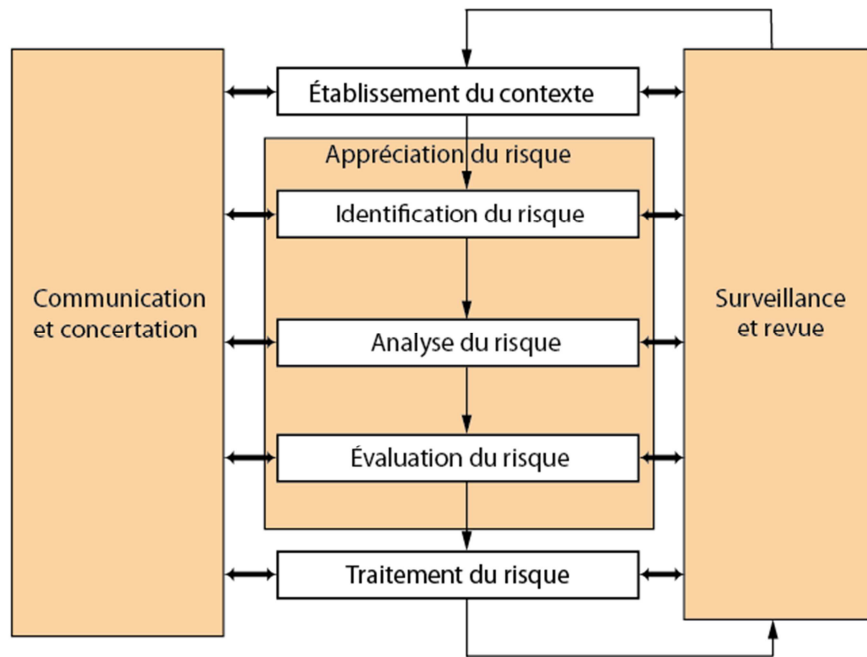 Établissement du contexte
Appréciation du risque
Identification du risque
Communication
et concertation
Surveillance
et revue
Analyse du risque
Évaluation du risque
Traitement du risque